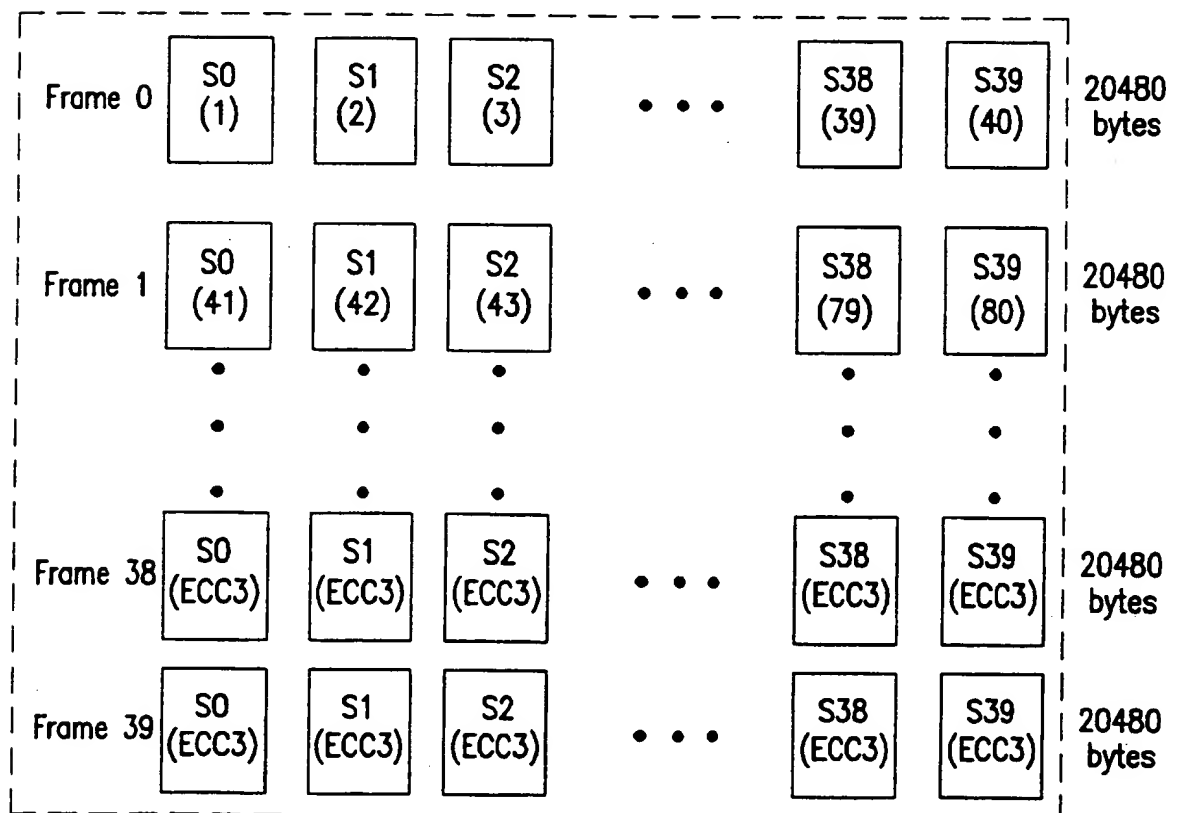 Frame 0
S0
(1)
S1
(2)
S2
(3)
S38
(39)
S39
(40)
20480
bytes
Frame 1
S0
(41)
S1
(42)
S2
(43)
S38
(79)
S39
(80)
20480
bytes
Frame 38
S0
(ECC3)
S1
(ECC3)
S2
(ECC3)
S38
(ECC3)
S39
(ECC3)
20480
bytes
Frame 39
S0
(ECC3)
S1
(ECC3)
S2
(ECC3)
S38
(ECC3)
S39
(ECC3)
20480
bytes